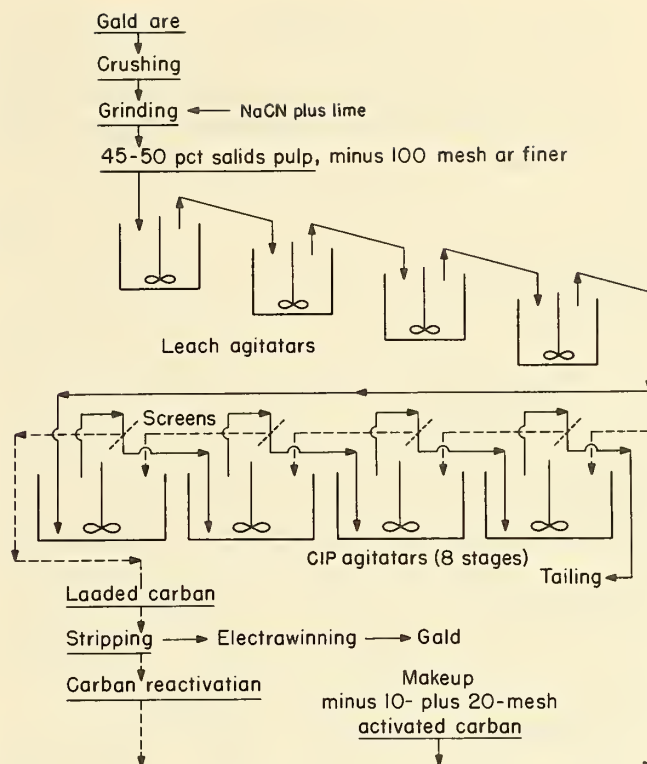 Gald are
Crushing
Grinding
NaCN plus lime
45-50 pct salids pulp, minus 100 mesh ar finer
Leach agitatars
Screens
CIP agitatars (8 stages)
Tailing
Laaded carban
Stripping
Electrawinning
Gald
Carban reactivatian
Makeup
minus 10- plus 20-mesh
activated carban